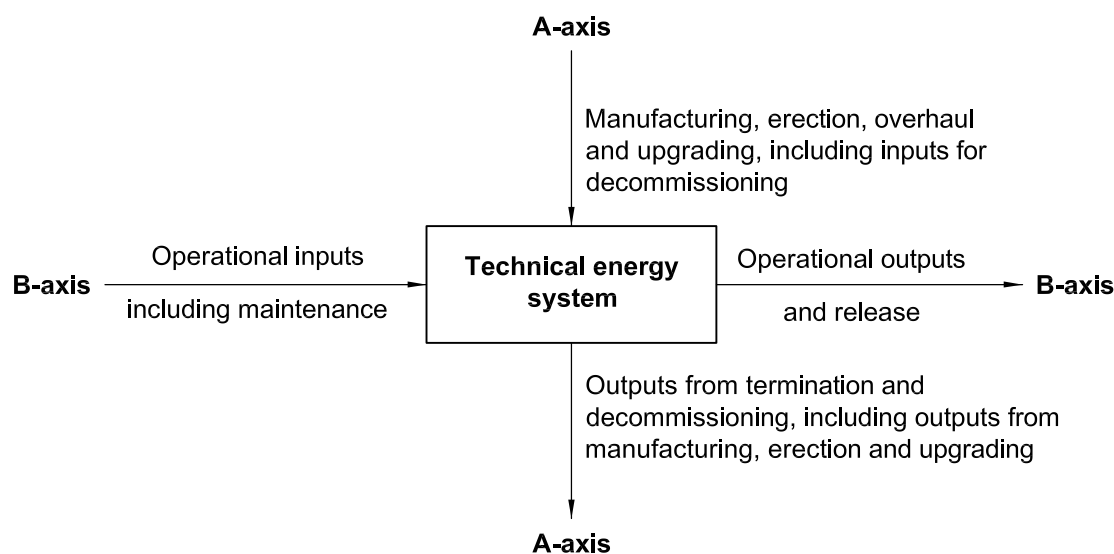 A-axis
Manufacturing, erection, overhaul
and upgrading, including inputs for
decommissioning
B-axis
Operational inputs
including maintenance
Technical energy
system
Operational outputs
and release
B-axis
Outputs from termination and
decommissioning, including outputs from
manufacturing, erection and upgrading
A-axis